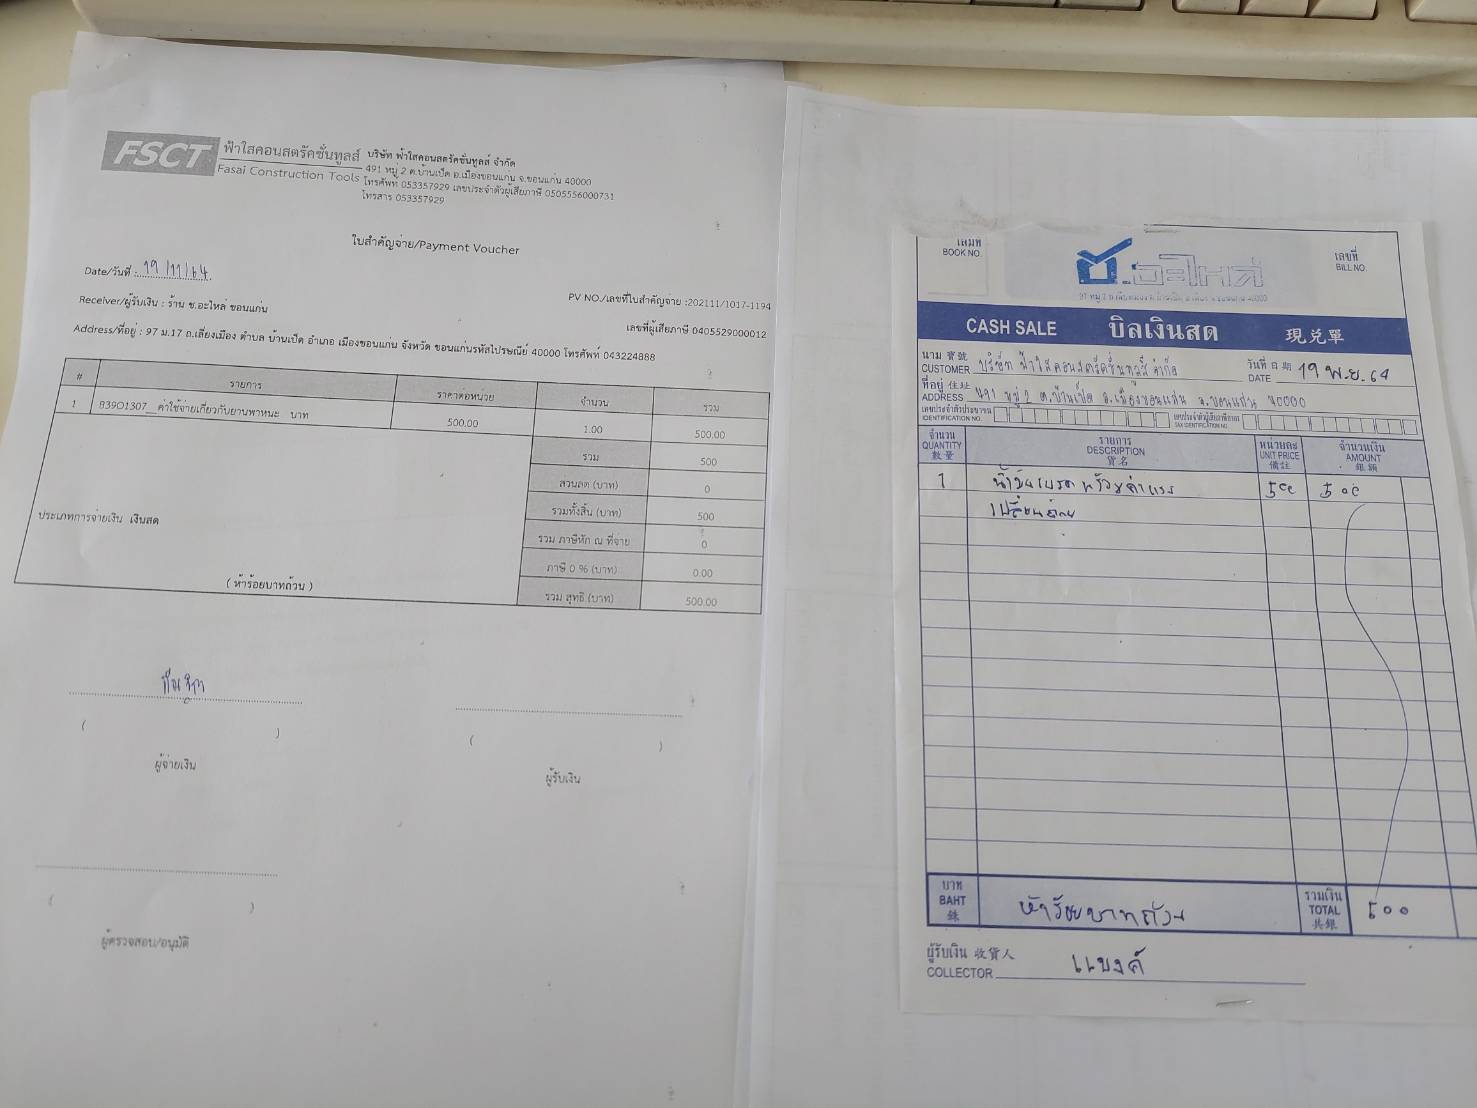 FSCT
ฟ้าใสคอนสตรัคชั่นทูลส์
Fasai Construction Tools
บริษัท ฟ้าใสคอนสตรัคชั่นทูลส์ จำกัด
491 หมู่ 2 ต.บ้านเป็ด อ.เมืองขอนแก่น จ.ขอนแก่น 40000
โทรศัพท์ 053357929 เลขประจำตัวผู้เสียภาษี 0505556000731
โทรสาร 053357929
ใบสำคัญจ่าย/Payment Voucher
Date/วันที่ : 19/11/64
PV NO./เลขที่ใบสำคัญจ่าย :202111/1017-1194
Receiver/ผู้รับเงิน : ร้าน ช.อะไหล่ ขอนแก่น
เลขที่ผู้เสียภาษี 0405529000012
Address/ที่อยู่ : 97 ม.17 ถ.เลี่ยงเมือง ตำบล บ้านเป็ด อำเภอ เมืองขอนแก่น จังหวัด ขอนแก่นรหัสไปรษณีย์ 40000 โทรศัพท์ 043224888
# รายการ ราคาต่อหน่วย จำนวน รวม
1 B3901307__ค่าใช้จ่ายเกี่ยวกับยานพาหนะ บาท 500.00 1.00 500.00
รวม 500
ส่วนลด (บาท) 0
รวมทั้งสิ้น (บาท) 500
รวม ภาษีหัก ณ ที่จ่าย 0
ประเภทการจ่ายเงิน เงินสด
ภาษี 0 % (บาท) 0.00
( ห้าร้อยบาทถ้วน )
รวม สุทธิ (บาท) 500.00
( )
( )
ผู้จ่ายเงิน
ผู้รับเงิน
( )
ผู้ตรวจสอบ/อนุมัติ
เล่มที่
BOOK NO.
ช.อะไหล่
เลขที่
BILL NO.
CASH SALE บิลเงินสด 現兌單
นาม 寶號
CUSTOMER บริษัท ฟ้าใสคอนสตรัคชั่นทูลส์ จำกัด
วันที่ 日期
DATE 19 พ.ย. 64
ที่อยู่ 住址
ADDRESS 491 หมู่ 2 ต.บ้านเป็ด อ.เมืองขอนแก่น จ.ขอนแก่น 40000
เลขประจำตัวประชาชน
IDENTIFICATION NO.
เลขประจำตัวผู้เสียภาษีอากร
TAX IDENTIFICATION NO.
จำนวน รายการ หน่วยละ จำนวนเงิน
QUANTITY DESCRIPTION UNIT PRICE AMOUNT
數量 貨名 備註 銀額
1 น้ำมันเบรค พร้อมค่าแรง 500 500
เปลี่ยนถ่าย
บาท
BAHT
銖
ห้าร้อยบาทถ้วน
รวมเงิน
TOTAL
共銀
500
ผู้รับเงิน 收貨人
COLLECTOR แบงค์